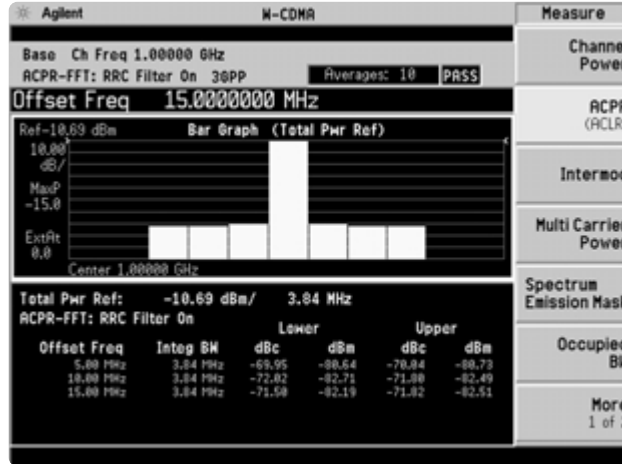 Agilent W-CDMA Measure
Base Ch Freq 1.00000 GHz
ACPR-FFT: RRC Filter On 3GPP Averages: 10 PASS
Offset Freq 15.0000000 MHz
Ref-10.69 dBm Bar Graph (Total Pwr Ref)
10.00
dB/
MaxP
-15.0
ExtAt
0.0
Center 1.00000 GHz
Total Pwr Ref: -10.69 dBm/ 3.84 MHz
ACPR-FFT: RRC Filter On
Lower Upper
Offset Freq Integ BW dBc dBm dBc dBm
5.00 MHz 3.84 MHz -69.95 -80.64 -70.04 -80.73
10.00 MHz 3.84 MHz -72.02 -82.71 -71.80 -82.49
15.00 MHz 3.84 MHz -71.50 -82.19 -71.82 -82.51
Channe
Power
ACPR
(ACLR
Intermod
Multi Carrier
Power
Spectrum
Emission Mask
Occupied
BW
More
1 of